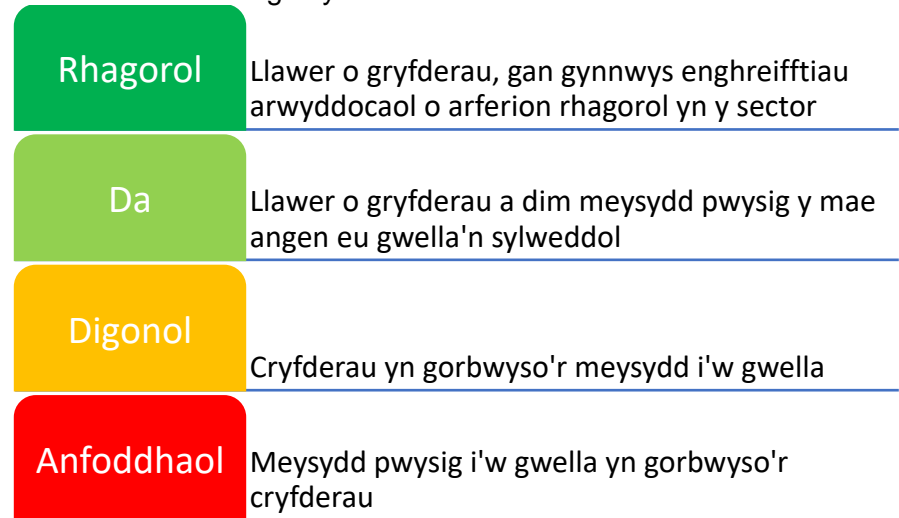 Rhagorol
Llawer o gryfderau, gan gynnwys enghreifftiau
arwyddocaol o arferion rhagorol yn y sector
Da
Llawer o gryfderau a dim meysydd pwysig y mae
angen eu gwella'n sylweddol
Digonol
Cryfderau yn gorbwyso'r meysydd i'w gwella
Anfoddhaol
Meysydd pwysig i'w gwella yn gorbwyso'r
cryfderau